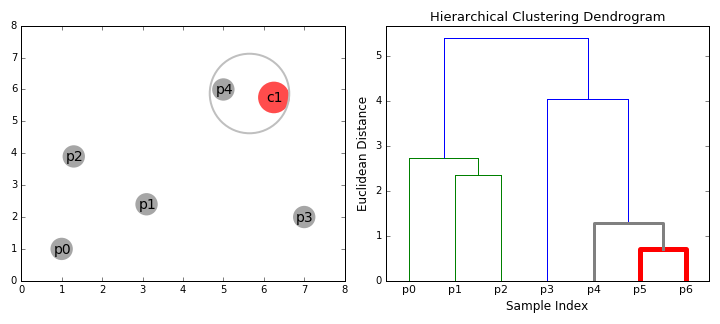 Hierarchical Clustering Dendrogram
8
7
6
5
4
3
2
1
0
p4
c1
p2
p1
p3
p0
0 1 2 3 4 5 6 7 8
Euclidean Distance
5
4
3
2
1
0
p0 p1 p2 p3 p4 p5 p6
Sample Index